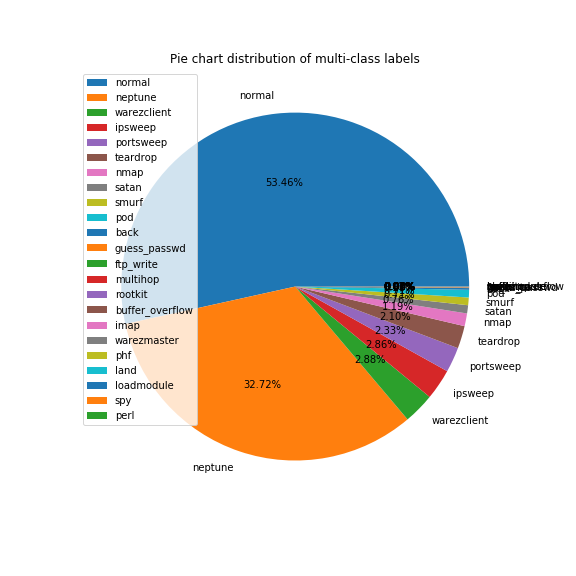 Pie chart distribution of multi-class labels
normal
neptune
warezclient
ipsweep
portsweep
teardrop
nmap
satan
smurf
pod
back
guess_passwd
ftp_write
multihop
rootkit
buffer_overflow
imap
warezmaster
phf
land
loadmodule
spy
perl
normal
53.46%
pod
smurf
satan
nmap
teardrop
portsweep
ipsweep
warezclient
neptune
1.19%
2.10%
2.33%
2.86%
2.88%
32.72%